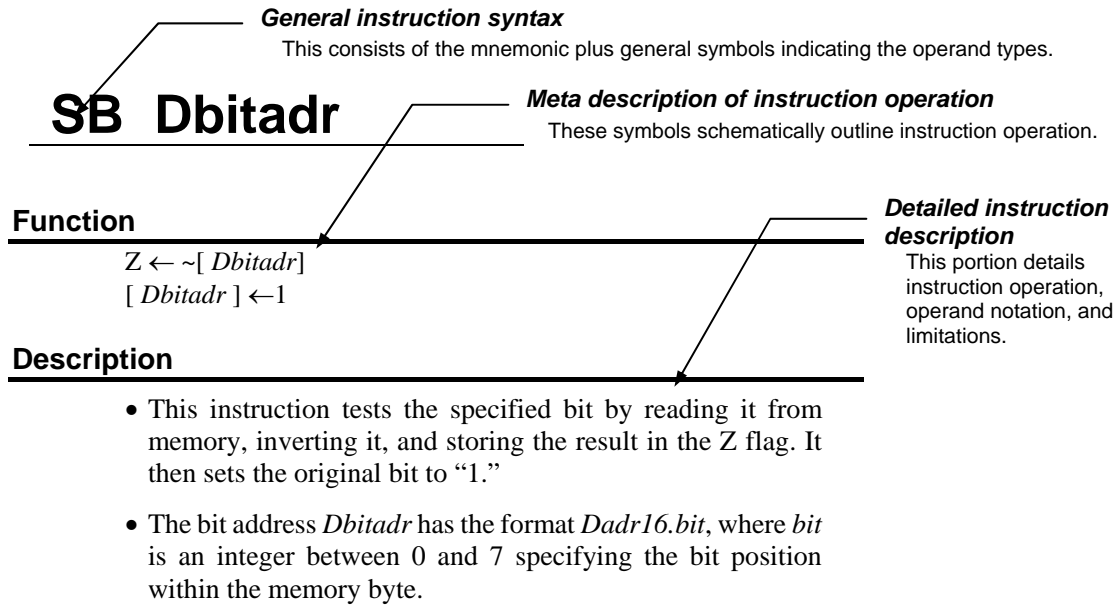 General instruction syntax
This consists of the mnemonic plus general symbols indicating the operand types.
SB Dbitadr
Meta description of instruction operation
These symbols schematically outline instruction operation.
Function
Z ← ~[ Dbitadr]
[ Dbitadr ] ←1
Detailed instruction
description
This portion details
instruction operation,
operand notation, and
limitations.
Description
• This instruction tests the specified bit by reading it from
memory, inverting it, and storing the result in the Z flag. It
then sets the original bit to “1.”
• The bit address Dbitadr has the format Dadr16.bit, where bit
is an integer between 0 and 7 specifying the bit position
within the memory byte.